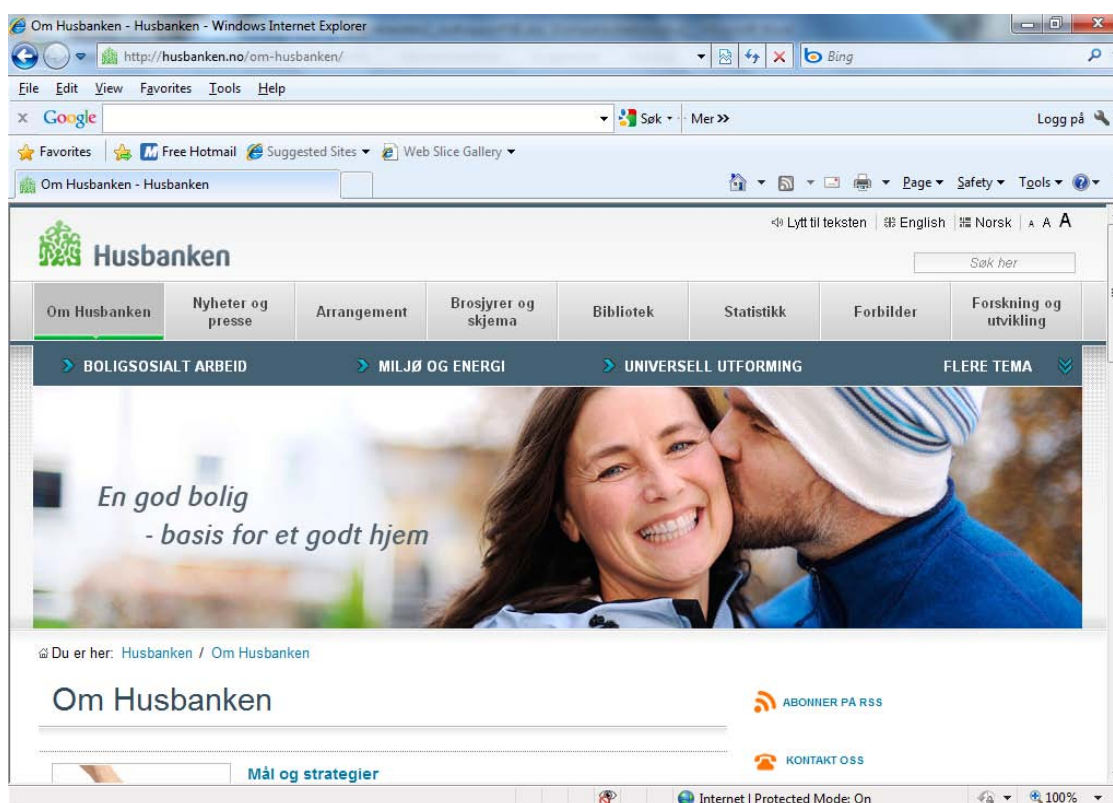 Om Husbanken - Husbanken - Windows Internet Explorer
http://husbanken.no/om-husbanken/
Bing
File Edit View Favorites Tools Help
x Google Søk Mer >> Logg på
Favorites Free Hotmail Suggested Sites Web Slice Gallery
Om Husbanken - Husbanken Page Safety Tools
Lytt til teksten English Norsk A A A
Husbanken
Søk her
Om Husbanken
Nyheter og
presse
Arrangement
Brosjyrer og
skjema
Bibliotek
Statistikk
Forbilder
Forskning og
utvikling
BOLIGSOSIALT ARBEID MILJØ OG ENERGI UNIVERSELL UTFORMING FLERE TEMA
En god bolig
- basis for et godt hjem
Du er her: Husbanken / Om Husbanken
Om Husbanken
ABONNER PÅ RSS
KONTAKT OSS
Mål og strategier
Internet | Protected Mode: On 100%